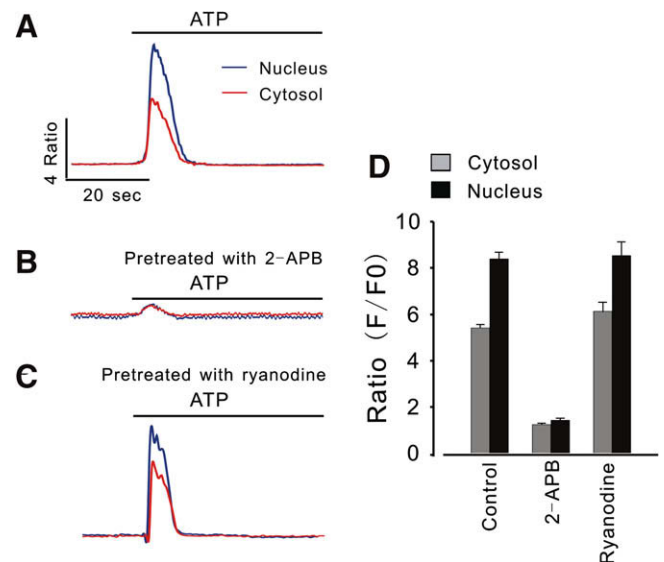 A
ATP
Nucleus
Cytosol
4 Ratio
20 sec
B
Pretreated with 2-APB
ATP
C
Pretreated with ryanodine
ATP
D
Cytosol
Nucleus
Ratio (F/F0)
10
8
6
4
2
0
Control
2-APB
Ryanodine